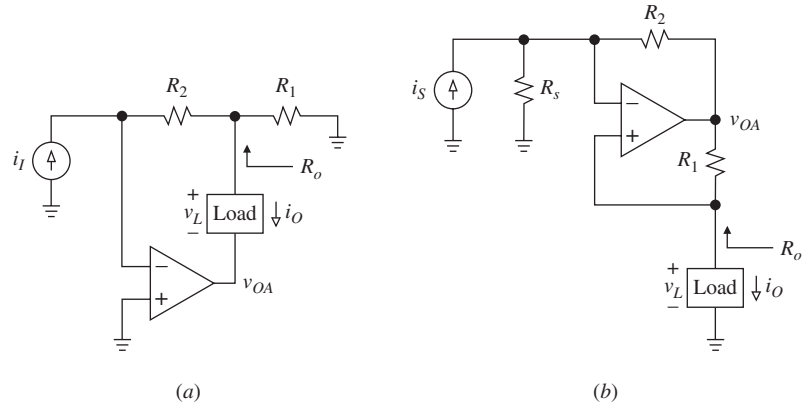 R2
R1
iI
Ro
+
vL
−
Load
iO
−
+
vOA
(a)
R2
iS
Rs
−
+
vOA
R1
Ro
+
vL
−
Load
iO
(b)